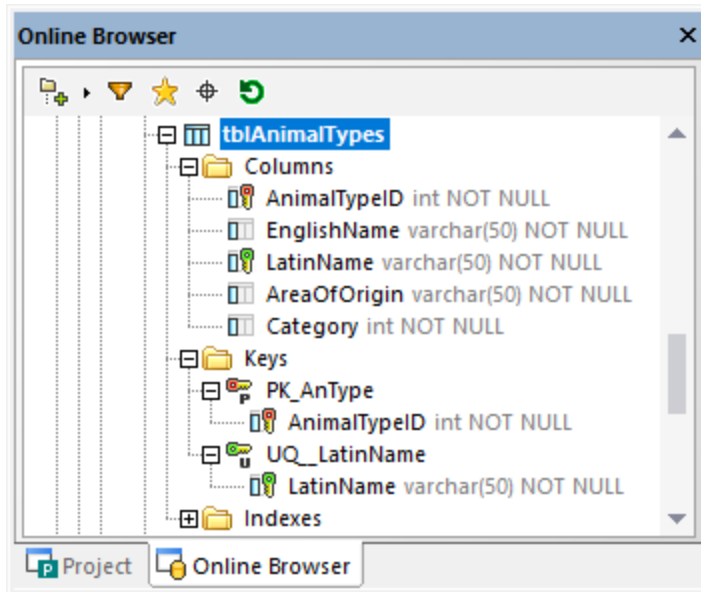 Online Browser
tblAnimalTypes
Columns
AnimalTypeID int NOT NULL
EnglishName varchar(50) NOT NULL
LatinName varchar(50) NOT NULL
AreaOfOrigin varchar(50) NOT NULL
Category int NOT NULL
Keys
P PK_AnType
AnimalTypeID int NOT NULL
U UQ__LatinName
LatinName varchar(50) NOT NULL
Indexes
P Project Online Browser